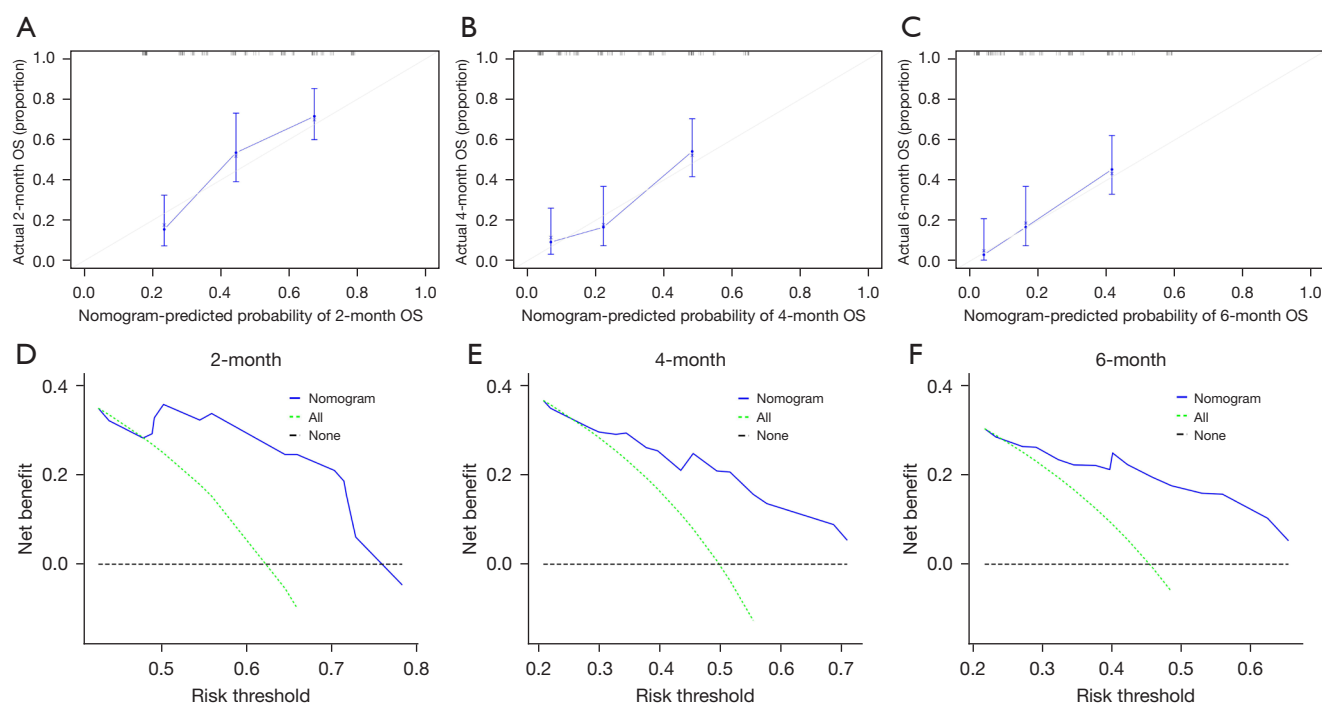 A
Actual 2-month OS (proportion)
1.0
0.8
0.6
0.4
0.2
0.0
0.0 0.2 0.4 0.6 0.8 1.0
Nomogram-predicted probability of 2-month OS
B
Actual 4-month OS (proportion)
1.0
0.8
0.6
0.4
0.2
0.0
0.0 0.2 0.4 0.6 0.8 1.0
Nomogram-predicted probability of 4-month OS
C
Actual 6-month OS (proportion)
1.0
0.8
0.6
0.4
0.2
0.0
0.0 0.2 0.4 0.6 0.8 1.0
Nomogram-predicted probability of 6-month OS
D
2-month
Net benefit
0.4
0.2
0.0
Nomogram
All
None
0.5 0.6 0.7 0.8
Risk threshold
E
4-month
Net benefit
0.4
0.2
0.0
Nomogram
All
None
0.2 0.3 0.4 0.5 0.6 0.7
Risk threshold
F
6-month
Net benefit
0.4
0.2
0.0
Nomogram
All
None
0.2 0.3 0.4 0.5 0.6
Risk threshold